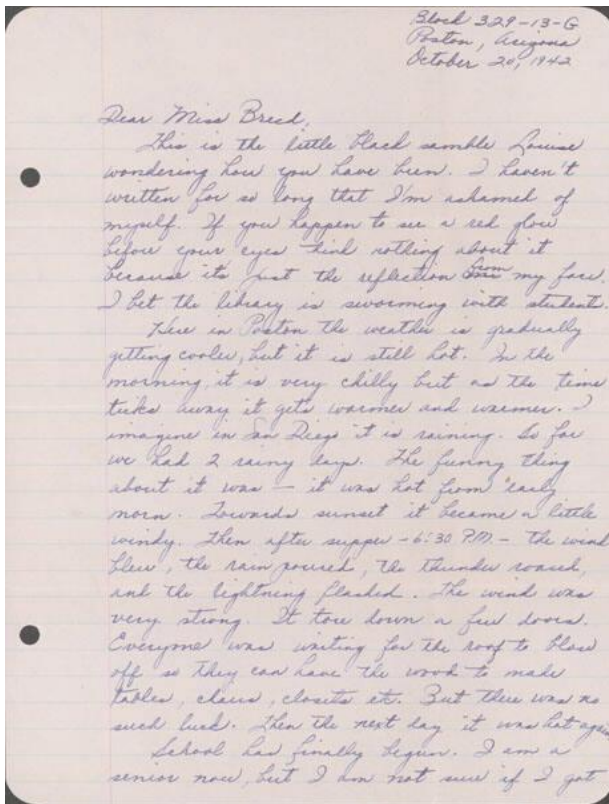 Block 329-13-G
Poston, Arizona
October 20, 1942
Dear Miss Breed,
This is the little black sambo Louise
wondering how you have been. I haven't
written for so long that I'm ashamed of
myself. If you happen to see a red glow
before your eyes think nothing about it
because its just the reflection from my face.
I bet the library is sworming with students.
Here in Poston the weather is gradually
getting cooler, but it is still hot. In the
morning, it is very chilly but as the time
ticks away it gets warmer and warmer. I
imagine in San Diego it is raining. So far
we had 2 rainy days. The funny thing
about it was — it was hot from early
morn. Towards sunset it became a little
windy. Then after supper -6:30 P.M.- the wind
blew, the rain poured, the thunder roared,
and the lightning flashed. The wind was
very strong. It tore down a few doors.
Everyone was waiting for the roof to blow
off so they can have the wood to make
tables, chairs, closets etc. But there was no
such luck. Then the next day it was hot again
School has finally begun. I am a
senior now, but I am not sure if I got